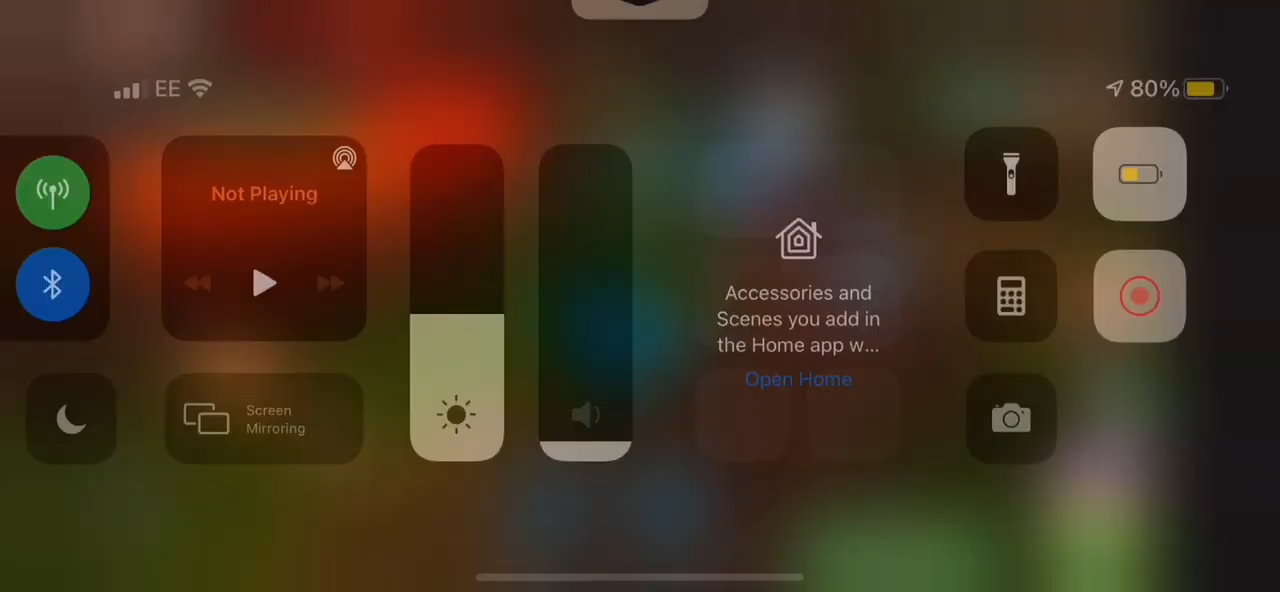 EE
80%
Not Playing
Accessories and
Scenes you add in
the Home app w...
Open Home
Screen
Mirroring